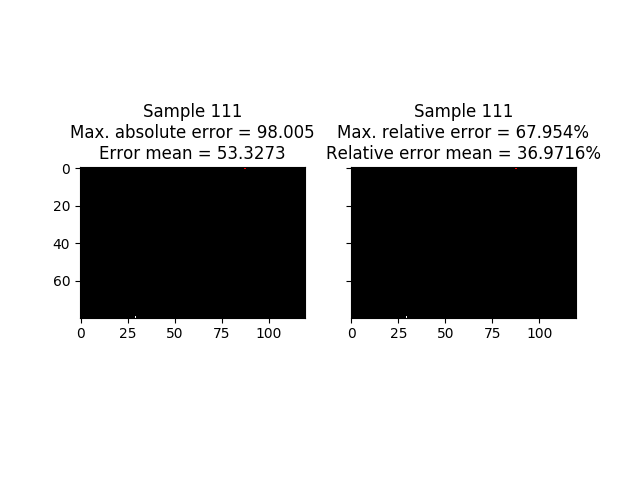 Sample 111
Max. absolute error = 98.005
Error mean = 53.3273
Sample 111
Max. relative error = 67.954%
Relative error mean = 36.9716%
0
20
40
60
0 25 50 75 100
0 25 50 75 100